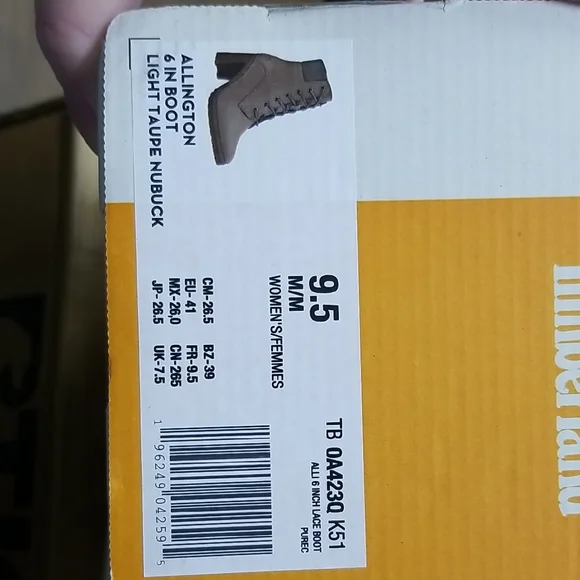 ALLINGTON
6 IN BOOT
LIGHT TAUPE NUBUCK
9.5
M/M
WOMEN'S/FEMMES
CM-26.5 BZ-39
EU-41 FR-9.5
MX-26,0 CN-265
JP-26.5 UK-7.5
TB 0A423Q K51
ALLI 6 INCH LACE BOOT
PUREC
1 96249 04259 5
Timberland